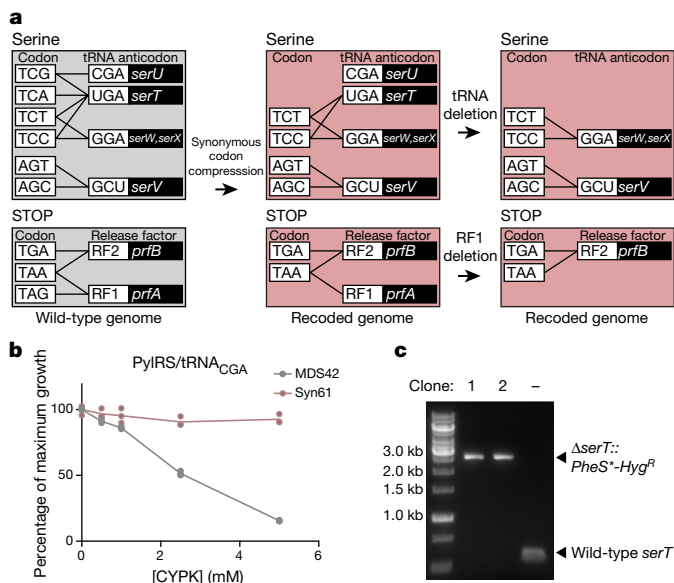 a
Serine
Codon tRNA anticodon
TCG CGA serU
TCA UGA serT
TCT
TCC GGA serW,serX
AGT
AGC GCU serV
STOP
Codon Release factor
TGA RF2 prfB
TAA
TAG RF1 prfA
Wild-type genome
Synonymous
codon
compresssion
Serine
Codon tRNA anticodon
CGA serU
UGA serT
TCT
TCC GGA serW,serX
AGT
AGC GCU serV
STOP
Codon Release factor
TGA RF2 prfB
TAA
RF1 prfA
Recoded genome
tRNA
deletion
RF1
deletion
Serine
Codon tRNA anticodon
TCT
TCC GGA serW,serX
AGT
AGC GCU serV
STOP
Codon Release factor
TGA RF2 prfB
TAA
Recoded genome
b
PylRS/tRNACGA
MDS42
Syn61
Percentage of maximum growth
100
50
0
0 2 4 6
[CYPK] (mM)
c
Clone: 1 2 –
3.0 kb
2.0 kb
1.5 kb
1.0 kb
ΔserT::
PheS*-HygR
Wild-type serT